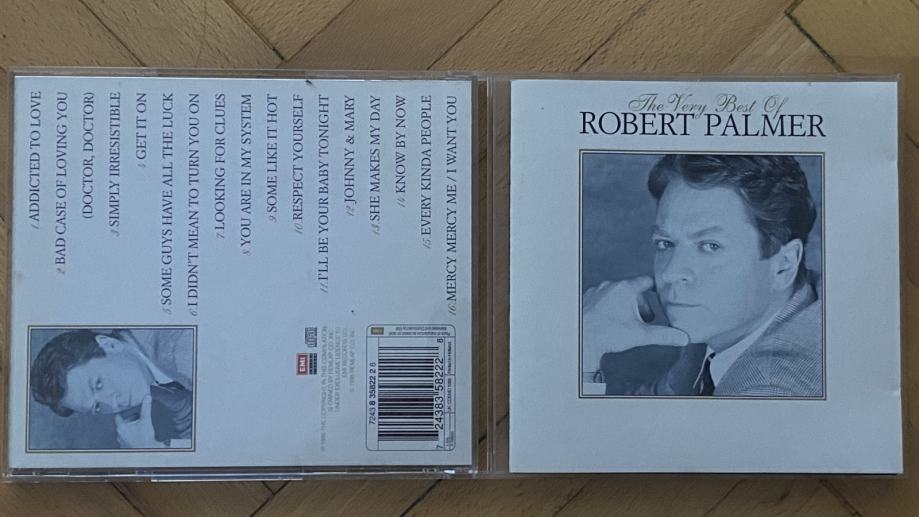 The Very Best Of
ROBERT PALMER
1 ADDICTED TO LOVE
2 BAD CASE OF LOVING YOU
(DOCTOR, DOCTOR)
3 SIMPLY IRRESISTIBLE
4 GET IT ON
5 SOME GUYS HAVE ALL THE LUCK
6 I DIDN'T MEAN TO TURN YOU ON
7 LOOKING FOR CLUES
8 YOU ARE IN MY SYSTEM
9 SOME LIKE IT HOT
10 RESPECT YOURSELF
11 I'LL BE YOUR BABY TONIGHT
12 JOHNNY & MARY
13 SHE MAKES MY DAY
14 KNOW BY NOW
15 EVERY KINDA PEOPLE
16 MERCY MERCY ME / I WANT YOU
EMI
7243 8 35822 2 8
7 24383 58222 8